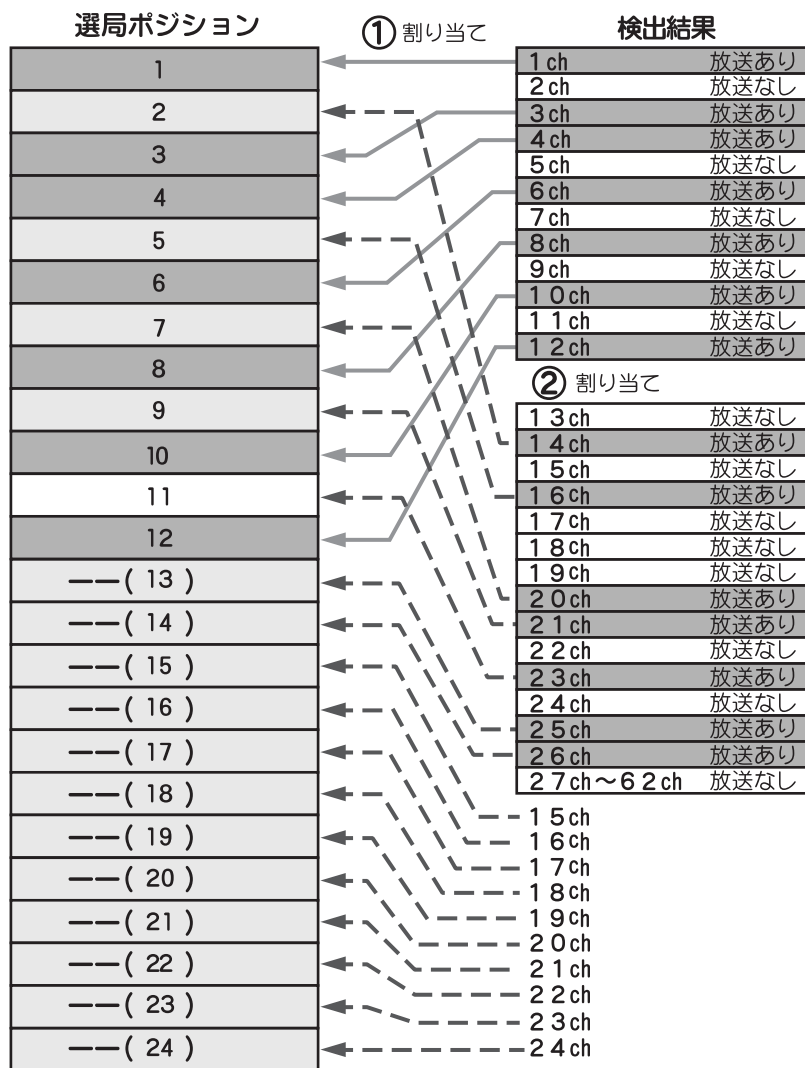 選局ポジション
1
2
3
4
5
6
7
8
9
10
11
12
——( 13 )
——( 14 )
——( 15 )
——( 16 )
——( 17 )
——( 18 )
——( 19 )
——( 20 )
——( 21 )
——( 22 )
——( 23 )
——( 24 )
① 割り当て
検出結果
1ch 放送あり
2ch 放送なし
3ch 放送あり
4ch 放送あり
5ch 放送なし
6ch 放送あり
7ch 放送なし
8ch 放送あり
9ch 放送なし
10ch 放送あり
11ch 放送なし
12ch 放送あり
② 割り当て
13ch 放送なし
14ch 放送あり
15ch 放送なし
16ch 放送あり
17ch 放送なし
18ch 放送なし
19ch 放送なし
20ch 放送あり
21ch 放送あり
22ch 放送なし
23ch 放送あり
24ch 放送なし
25ch 放送あり
26ch 放送あり
27ch〜62ch 放送なし
15ch
16ch
17ch
18ch
19ch
20ch
21ch
22ch
23ch
24ch